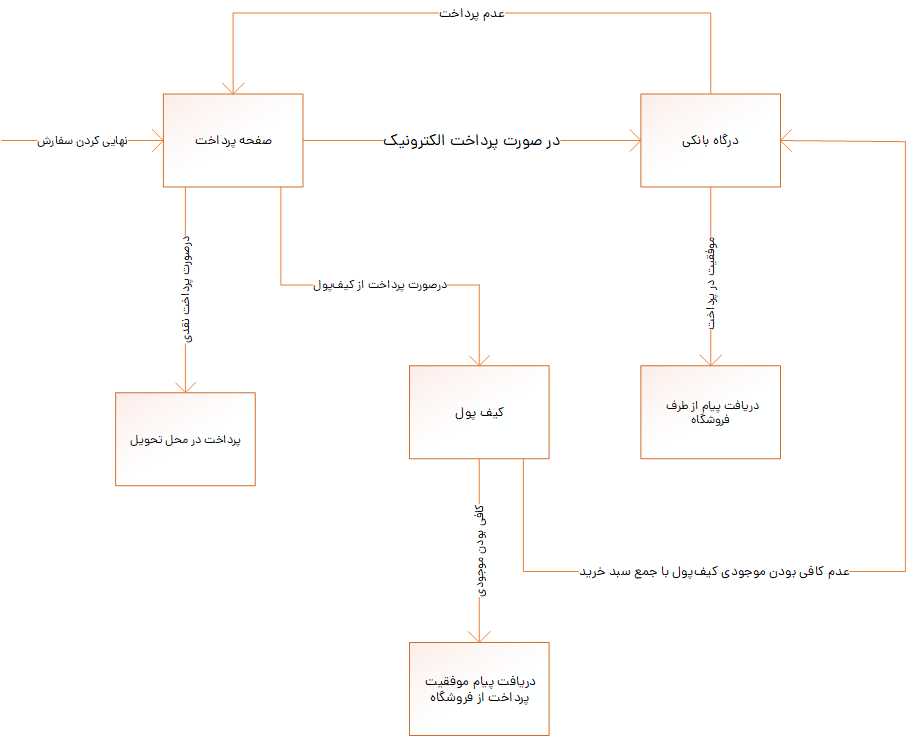 عدم پرداخت
نهایی کردن سفارش
صفحه پرداخت
در صورت پرداخت الکترونیک
درگاه بانکی
درصورت پرداخت نقدی
درصورت پرداخت از کیف‌پول
موفقیت در پرداخت
پرداخت در محل تحویل
کیف پول
دریافت پیام از طرف
فروشگاه
کافی بودن موجودی
عدم کافی بودن موجودی کیف‌پول با جمع سبد خرید
دریافت پیام موفقیت
پرداخت از فروشگاه